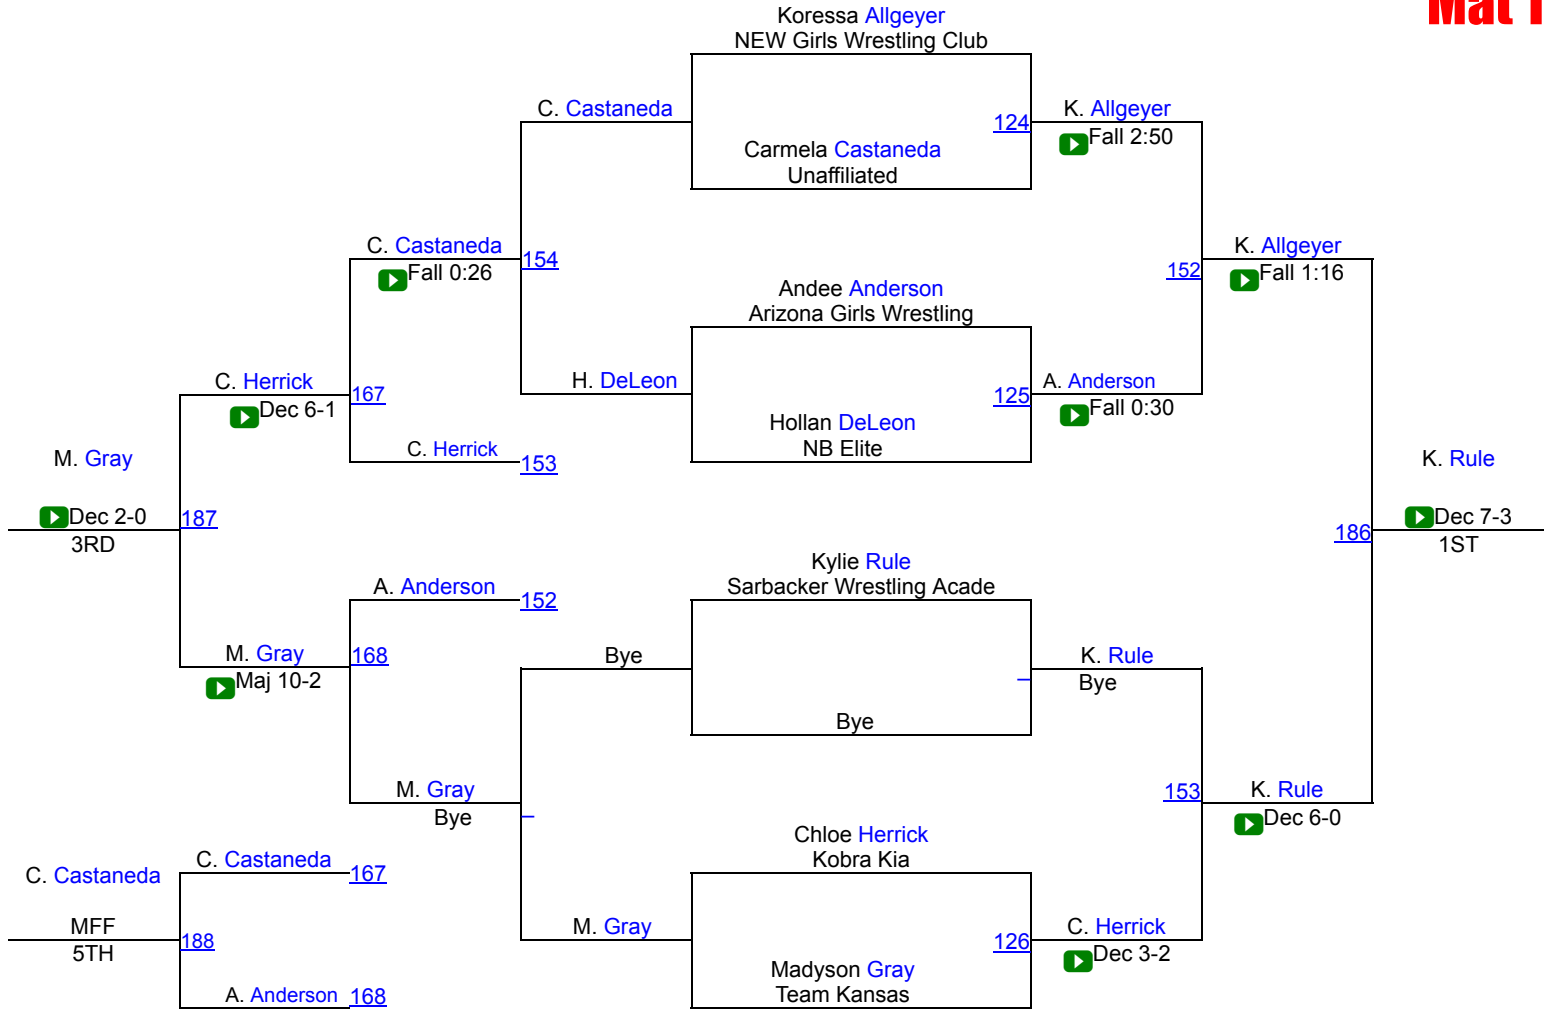 Mat 1
Koressa Allgeyer
NEW Girls Wrestling Club
C. Castaneda
124
K. Allgeyer
Fall 2:50
Carmela Castaneda
Unaffiliated
C. Castaneda
Fall 0:26
154
K. Allgeyer
Fall 1:16
152
Andee Anderson
Arizona Girls Wrestling
C. Herrick
Dec 6-1
167
H. DeLeon
125
A. Anderson
Fall 0:30
Hollan DeLeon
NB Elite
C. Herrick
153
M. Gray
Dec 2-0
3RD
187
K. Rule
Dec 7-3
1ST
186
Kylie Rule
Sarbacker Wrestling Acade
A. Anderson
152
M. Gray
Maj 10-2
168
Bye
K. Rule
Bye
Bye
M. Gray
Bye
153
K. Rule
Dec 6-0
Chloe Herrick
Kobra Kia
C. Castaneda
167
C. Castaneda
MFF
5TH
188
M. Gray
126
C. Herrick
Dec 3-2
Madyson Gray
Team Kansas
A. Anderson
168